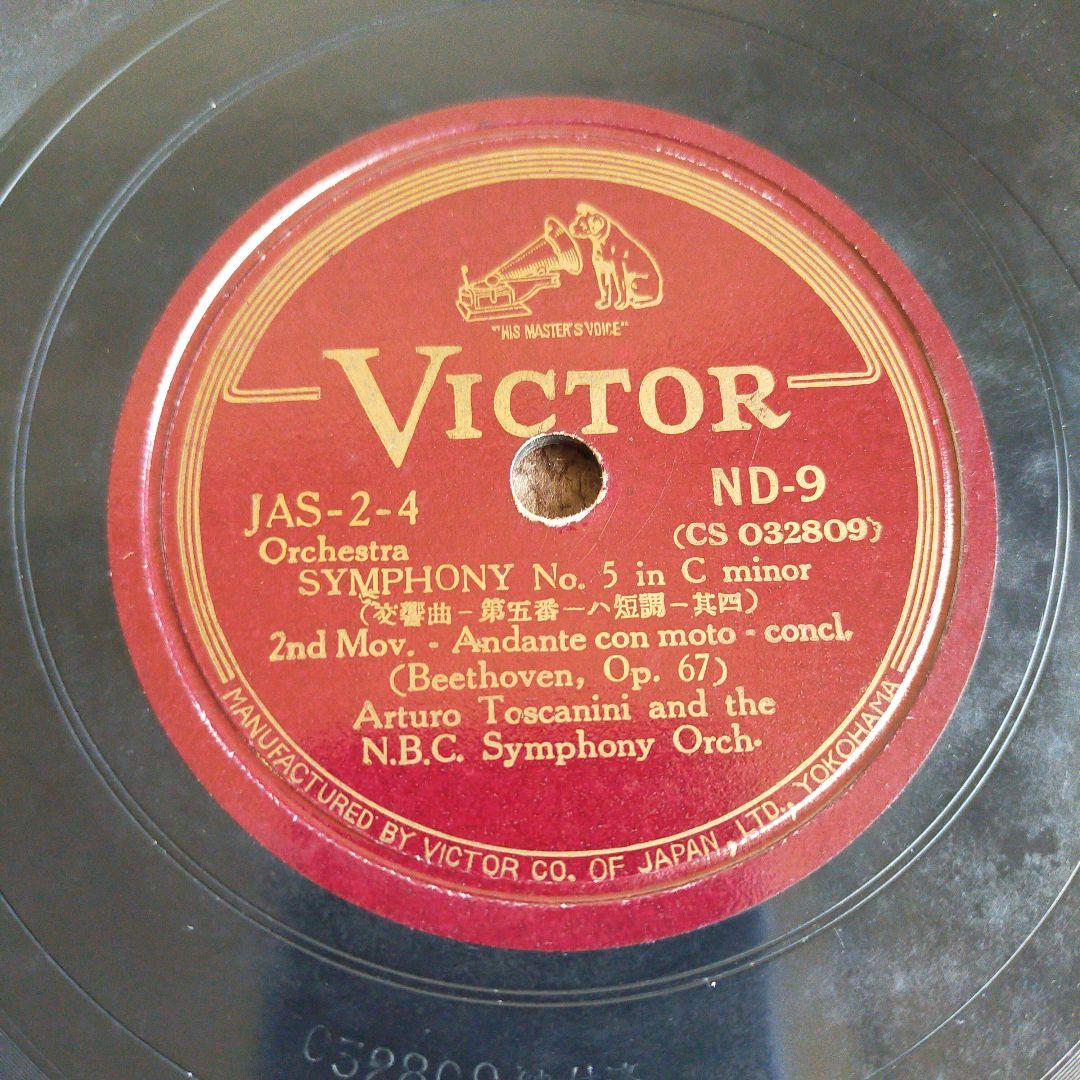 "HIS MASTER'S VOICE"
VICTOR
JAS-2-4
ND-9
(CS 032809)
Orchestra
SYMPHONY No. 5 in C minor
(交響曲－第五番－ハ短調－其四)
2nd Mov. - Andante con moto - concl.
(Beethoven, Op. 67)
Arturo Toscanini and the
N.B.C. Symphony Orch.
MANUFACTURED BY VICTOR CO. OF JAPAN, LTD., YOKOHAMA